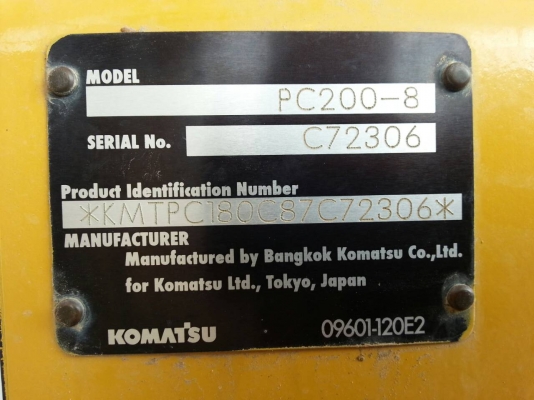 MODEL
PC200-8
SERIAL No. C72306
Product Identification Number
*KMTPC180C87C72306*
MANUFACTURER
Manufactured by Bangkok Komatsu Co.,Ltd.
for Komatsu Ltd., Tokyo, Japan
KOMATSU 09601-120E2